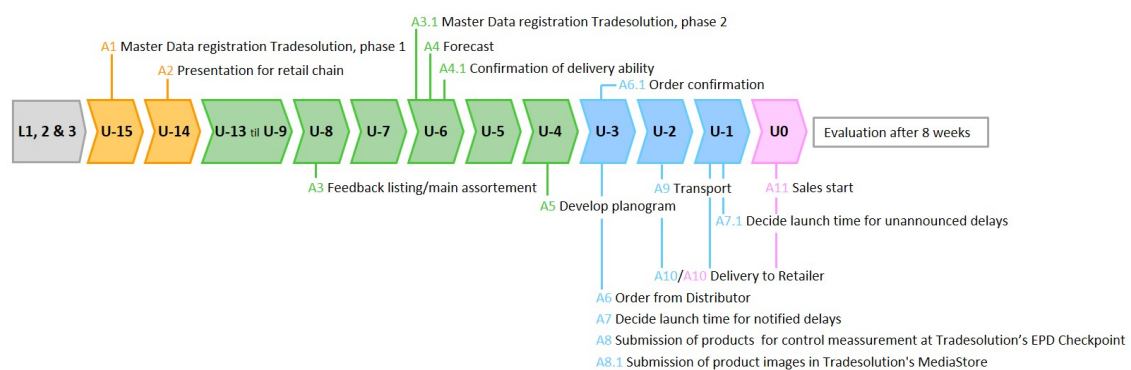 A3.1 Master Data registration Tradesolution, phase 2
A1 Master Data registration Tradesolution, phase 1
A4 Forecast
A2 Presentation for retail chain
A4.1 Confirmation of delivery ability
A6.1 Order confirmation
L1, 2 & 3
U-15
U-14
U-13 til U-9
U-8
U-7
U-6
U-5
U-4
U-3
U-2
U-1
U0
Evaluation after 8 weeks
A3 Feedback listing/main assortement
A9 Transport
A11 Sales start
A5 Develop planogram
A7.1 Decide launch time for unannounced delays
A10/A10 Delivery to Retailer
A6 Order from Distributor
A7 Decide launch time for notified delays
A8 Submission of products for control meassurement at Tradesolution’s EPD Checkpoint
A8.1 Submission of product images in Tradesolution's MediaStore